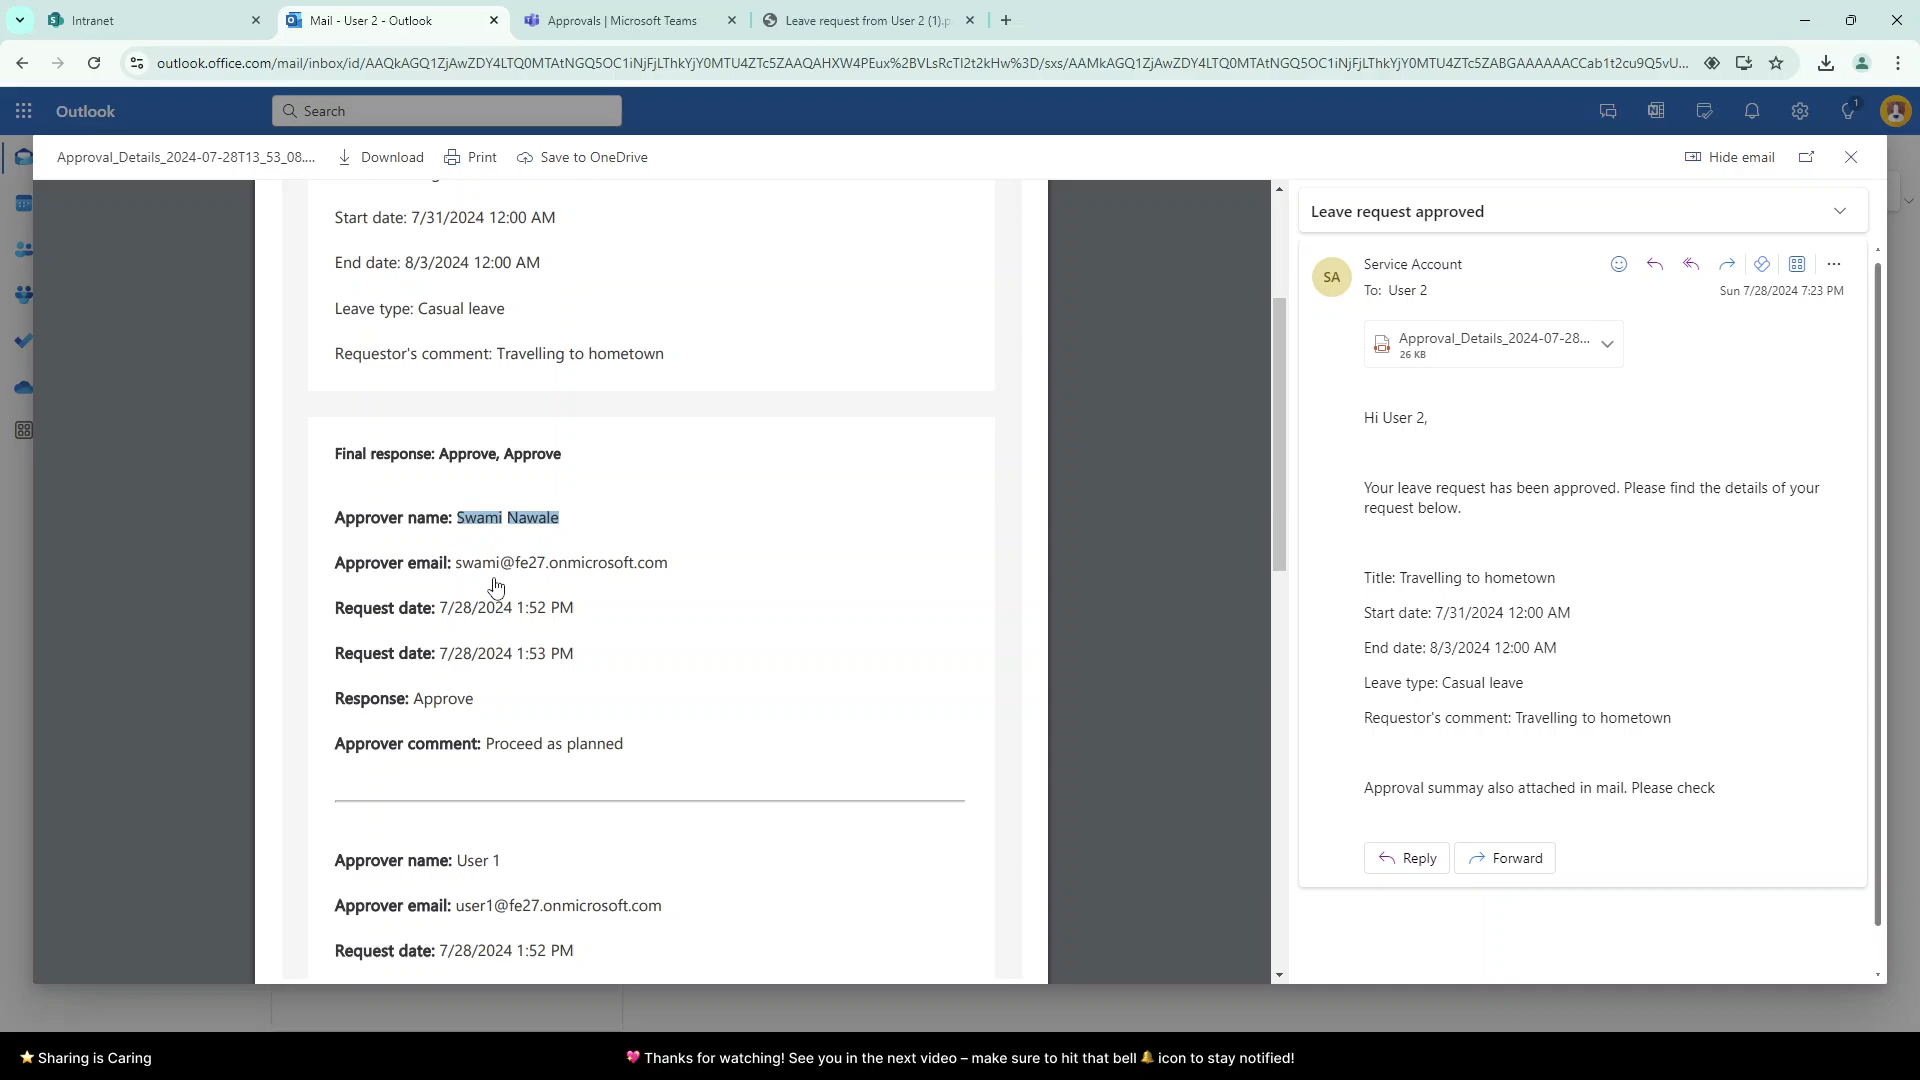 Intranet
Mail - User 2 - Outlook
Approvals | Microsoft Teams
Leave request from User 2 (1).p
outlook.office.com/mail/inbox/id/AAQkAGQ1ZjAwZDY4LTQ0MTAtNGQ5OC1iNjFjLThkYjY0MTU4ZTc5ZAAQAHXW4PEux%2BVLsRcTI2t2kHw%3D/sxs/AAMkAGQ1ZjAwZDY4LTQ0MTAtNGQ5OC1iNjFjLThkYjY0MTU4ZTc5ZABGAAAAAACCab1t2cu9Q5vU...
Outlook
Search
1
Approval_Details_2024-07-28T13_53_08....
Download
Print
Save to OneDrive
Hide email
Start date: 7/31/2024 12:00 AM
End date: 8/3/2024 12:00 AM
Leave type: Casual leave
Requestor's comment: Travelling to hometown
Final response: Approve, Approve
Approver name: Swami Nawale
Approver email: swami@fe27.onmicrosoft.com
Request date: 7/28/2024 1:52 PM
Request date: 7/28/2024 1:53 PM
Response: Approve
Approver comment: Proceed as planned
Approver name: User 1
Approver email: user1@fe27.onmicrosoft.com
Request date: 7/28/2024 1:52 PM
Leave request approved
SA
Service Account
To: User 2
Sun 7/28/2024 7:23 PM
Approval_Details_2024-07-28...
26 KB
Hi User 2,
Your leave request has been approved. Please find the details of your
request below.
Title: Travelling to hometown
Start date: 7/31/2024 12:00 AM
End date: 8/3/2024 12:00 AM
Leave type: Casual leave
Requestor's comment: Travelling to hometown
Approval summay also attached in mail. Please check
Reply
Forward
⭐ Sharing is Caring
💖 Thanks for watching! See you in the next video – make sure to hit that bell 🔔 icon to stay notified!